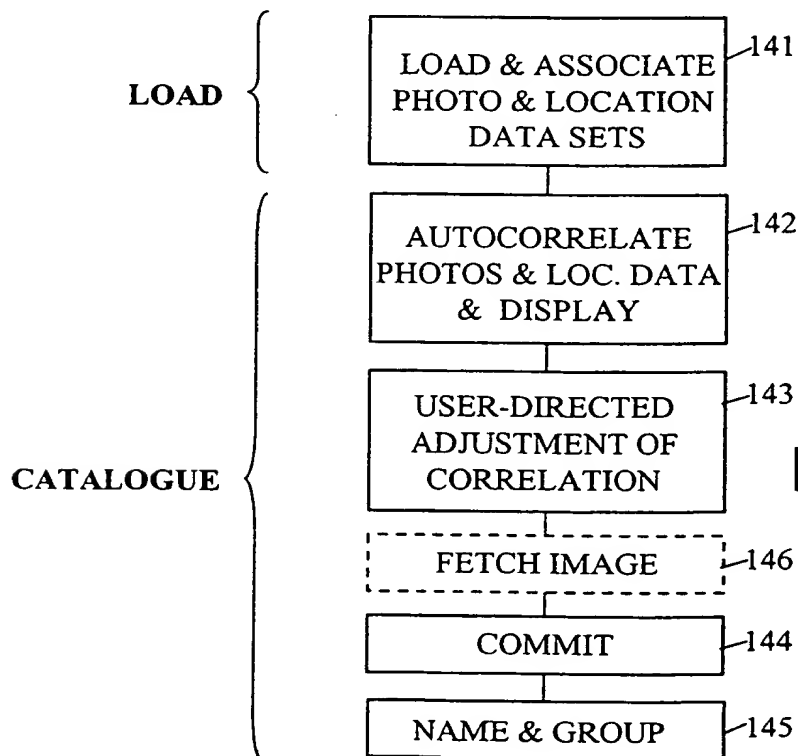 141
LOAD & ASSOCIATE
LOAD
PHOTO & LOCATION
DATA SETS
142
AUTOCORRELATE
PHOTOS & LOC. DATA
& DISPLAY
143
USER-DIRECTED
ADJUSTMENT OF
CATALOGUE
CORRELATION
FETCH IMAGE
146
COMMIT
144
NAME & GROUP
145